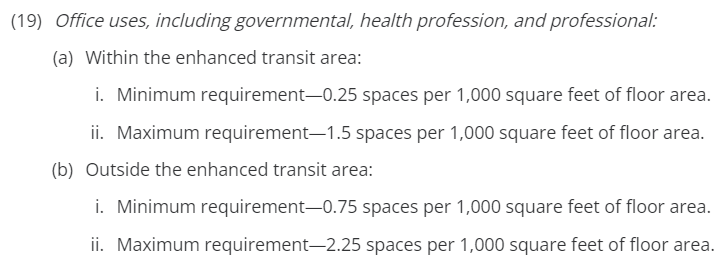 (19) Office uses, including governmental, health profession, and professional:
(a) Within the enhanced transit area:
i. Minimum requirement—0.25 spaces per 1,000 square feet of floor area.
ii. Maximum requirement—1.5 spaces per 1,000 square feet of floor area.
(b) Outside the enhanced transit area:
i. Minimum requirement—0.75 spaces per 1,000 square feet of floor area.
ii. Maximum requirement—2.25 spaces per 1,000 square feet of floor area.